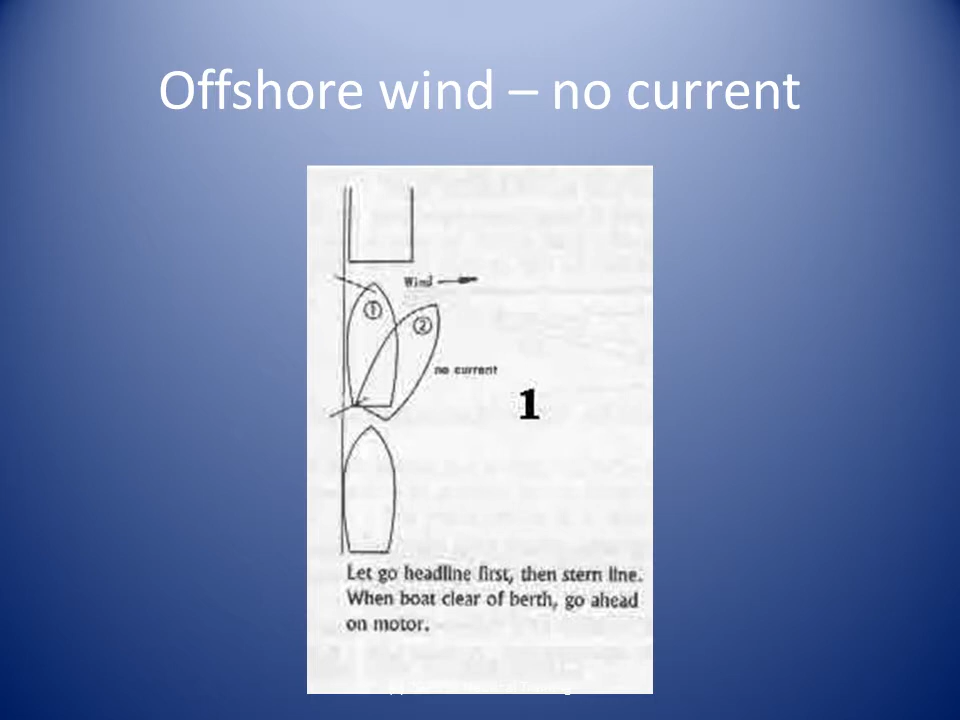 Offshore wind – no current
Wind
1
2
no current
1
Let go headline first, then stern line.
When boat clear of berth, go ahead
on motor.